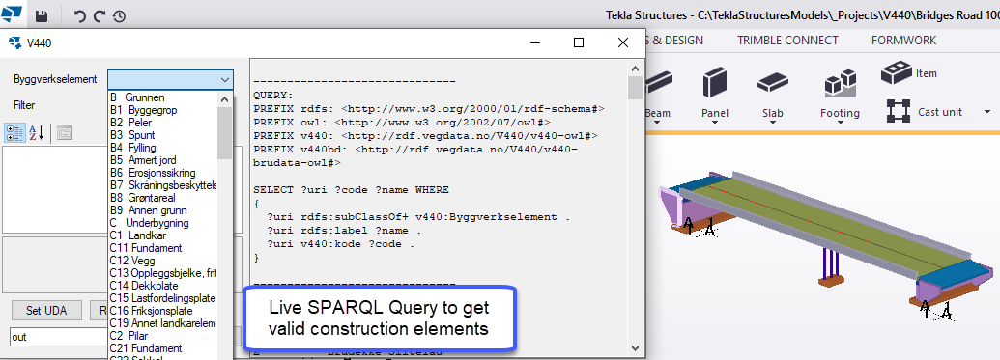 Tekla Structures - C:\TeklaStructuresModels\_Projects\V440\Bridges Road 100
V440
& DESIGN
TRIMBLE CONNECT
FORMWORK
Beam
Panel
Slab
Footing
Item
Cast unit
Byggverkselement
Filter
B Grunnen
B1 Byggegrop
B2 Peler
B3 Spunt
B4 Fylling
B5 Armert jord
B6 Erosjonssikring
B7 Skråningsbeskyttels
B8 Grøntareal
B9 Annen grunn
C Underbygning
C1 Landkar
C11 Fundament
C12 Vegg
C13 Oppleggsbjelke, frit
C14 Dekkplate
C15 Lastfordelingsplate
C16 Friksjonsplate
C19 Annet landkarelem
C2 Pilar
C21 Fundament
Set UDA
R
out
------------------------------
QUERY:
PREFIX rdfs: <http://www.w3.org/2000/01/rdf-schema#>
PREFIX owl: <http://www.w3.org/2002/07/owl#>
PREFIX v440: <http://rdf.vegdata.no/V440/v440-owl#>
PREFIX v440bd: <http://rdf.vegdata.no/V440/v440-
brudata-owl#>
SELECT ?uri ?code ?name WHERE
{
?uri rdfs:subClassOf+ v440:Byggverkselement .
?uri rdfs:label ?name .
?uri v440:kode ?code .
}
------------------------------
Live SPARQL Query to get
valid construction elements